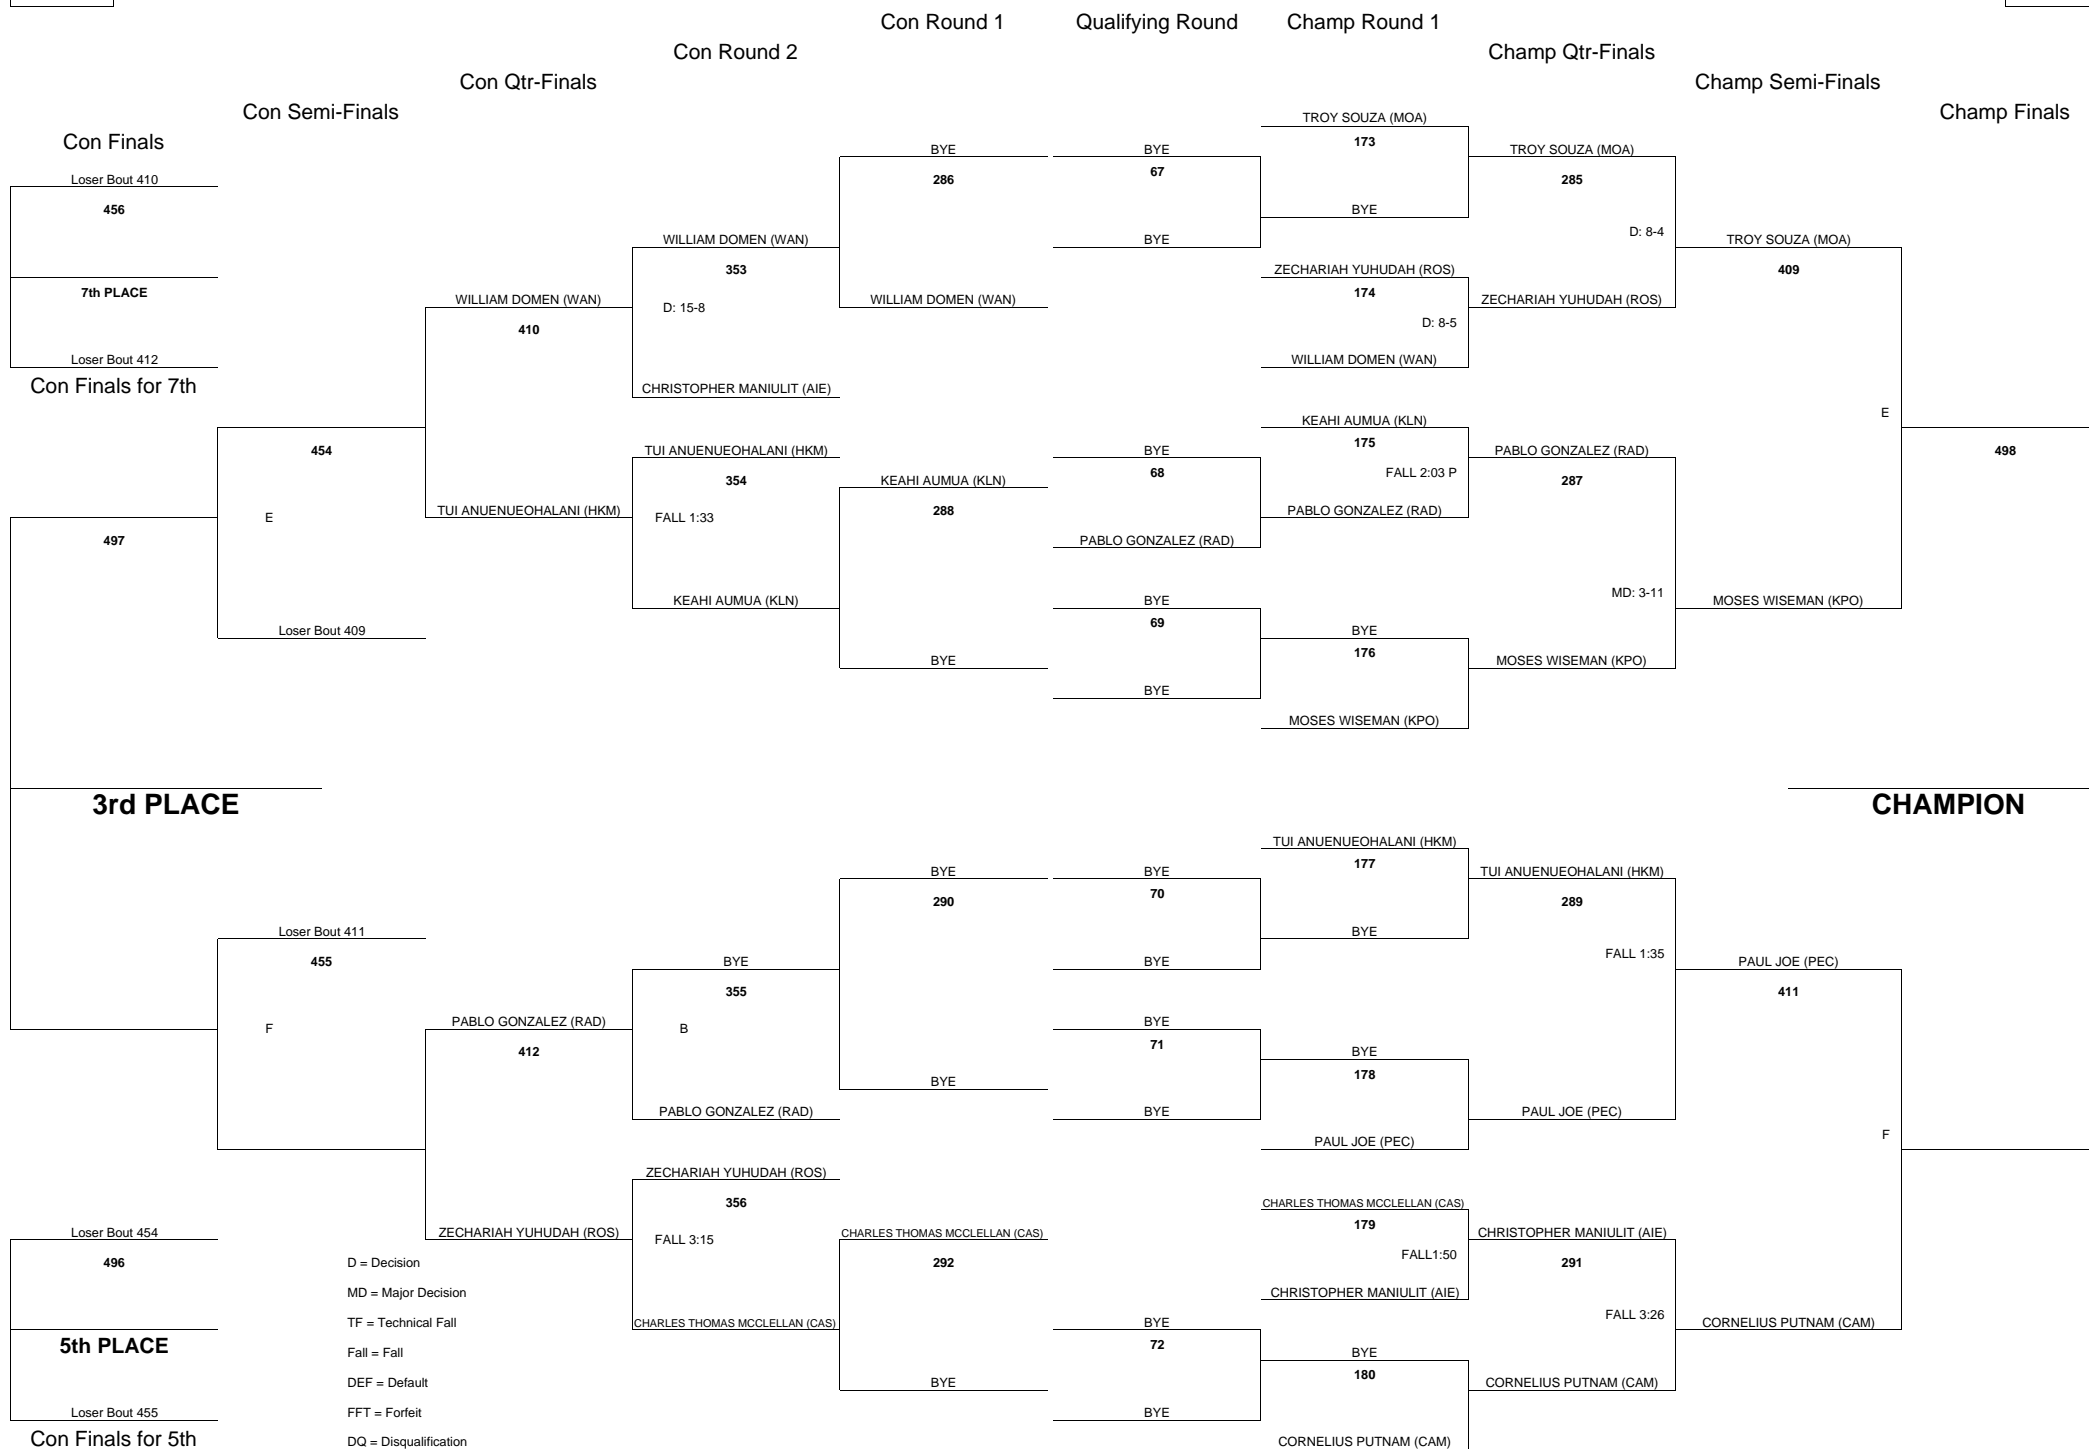 Con Round 1 Qualifying Round Champ Round 1
Con Round 2 Champ Qtr-Finals
Con Qtr-Finals Champ Semi-Finals
Con Semi-Finals Champ Finals
TROY SOUZA (MOA)
Con Finals 173
BYE BYE TROY SOUZA (MOA)
67
Loser Bout 410 286 285
456 BYE
D: 8-4
WILLIAM DOMEN (WAN) BYE TROY SOUZA (MOA)
353 ZECHARIAH YUHUDAH (ROS) 409
7th PLACE 174
WILLIAM DOMEN (WAN) WILLIAM DOMEN (WAN) ZECHARIAH YUHUDAH (ROS)
D: 15-8
410 D: 8-5
Loser Bout 412 WILLIAM DOMEN (WAN)
Con Finals for 7th CHRISTOPHER MANIULIT (AIE)
E
KEAHI AUMUA (KLN)
175
454 TUI ANUENUEOHALANI (HKM) BYE PABLO GONZALEZ (RAD) 498
68 FALL 2:03 P
354 KEAHI AUMUA (KLN) 287
TUI ANUENUEOHALANI (HKM) 288 PABLO GONZALEZ (RAD)
E FALL 1:33
497 PABLO GONZALEZ (RAD)
MD: 3-11
KEAHI AUMUA (KLN) BYE MOSES WISEMAN (KPO)
69
Loser Bout 409 BYE
176
BYE MOSES WISEMAN (KPO)
BYE
MOSES WISEMAN (KPO)
3rd PLACE CHAMPION
TUI ANUENUEOHALANI (HKM)
177
BYE BYE TUI ANUENUEOHALANI (HKM)
70
290 289
Loser Bout 411 BYE
FALL 1:35
455 BYE BYE PAUL JOE (PEC)
355 411
PABLO GONZALEZ (RAD) BYE
F B
412 71 BYE
178
BYE
PABLO GONZALEZ (RAD) BYE PAUL JOE (PEC)
F
PAUL JOE (PEC)
ZECHARIAH YUHUDAH (ROS)
356 CHARLES THOMAS MCCLELLAN (CAS)
179
Loser Bout 454 ZECHARIAH YUHUDAH (ROS) CHARLES THOMAS MCCLELLAN (CAS) CHRISTOPHER MANIULIT (AIE)
FALL 3:15
FALL1:50
496 D = Decision 292 291
MD = Major Decision CHRISTOPHER MANIULIT (AIE)
FALL 3:26
TF = Technical Fall CHARLES THOMAS MCCLELLAN (CAS) BYE CORNELIUS PUTNAM (CAM)
5th PLACE 72
Fall = Fall BYE
180
DEF = Default BYE CORNELIUS PUTNAM (CAM)
Loser Bout 455 FFT = Forfeit BYE
Con Finals for 5th DQ = Disqualification CORNELIUS PUTNAM (CAM)